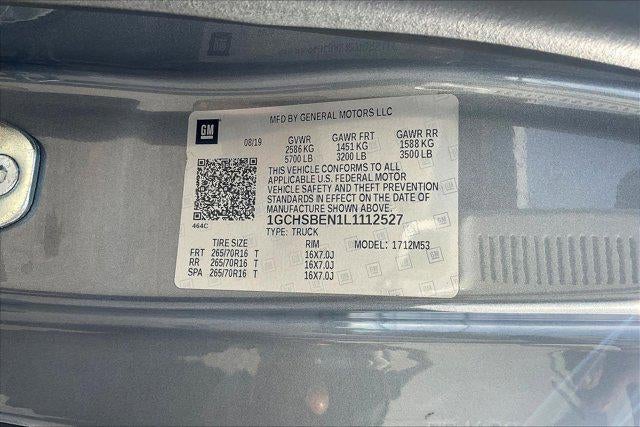 MFD BY GENERAL MOTORS LLC
GM
08/19 GVWR GAWR FRT GAWR RR
2586 KG 1451 KG 1588 KG
5700 LB 3200 LB 3500 LB
THIS VEHICLE CONFORMS TO ALL
APPLICABLE U.S. FEDERAL MOTOR
VEHICLE SAFETY AND THEFT PREVENTION
STANDARDS IN EFFECT ON THE DATE OF
MANUFACTURE SHOWN ABOVE.
1GCHSBEN1L1112527
464C
TYPE: TRUCK
TIRE SIZE RIM MODEL: 1712M53
FRT 265/70R16 T 16X7.0J
RR 265/70R16 T 16X7.0J
SPA 265/70R16 T 16X7.0J